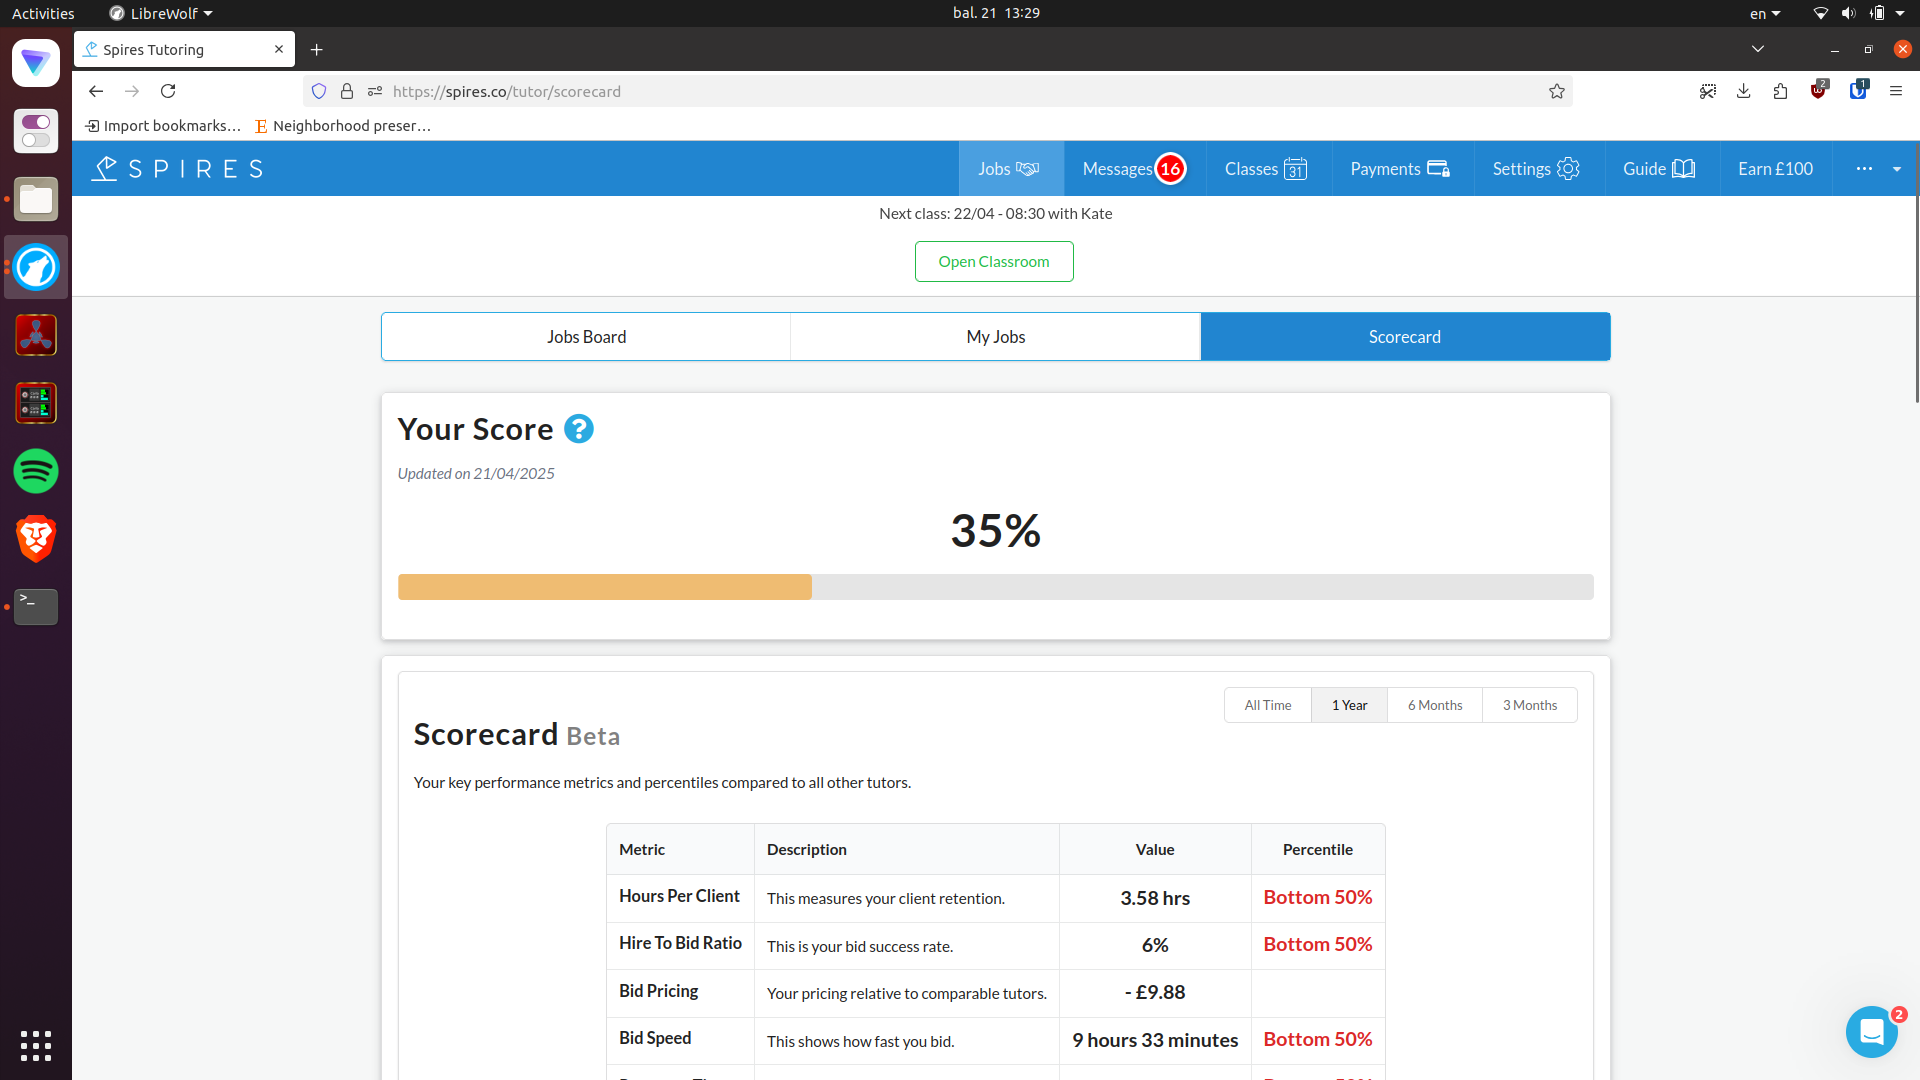 Activities LibreWolf bal. 21 13:29 en
Spires Tutoring
https://spires.co/tutor/scorecard 2 1
Import bookmarks... Neighborhood preser...
SPIRES Jobs Messages 16 Classes 31 Payments Settings Guide Earn £100 ...
Next class: 22/04 - 08:30 with Kate
Open Classroom
Jobs Board My Jobs Scorecard
Your Score ?
Updated on 21/04/2025
35%
All Time 1 Year 6 Months 3 Months
Scorecard Beta
Your key performance metrics and percentiles compared to all other tutors.
Metric Description Value Percentile
Hours Per Client This measures your client retention. 3.58 hrs Bottom 50%
Hire To Bid Ratio This is your bid success rate. 6% Bottom 50%
Bid Pricing Your pricing relative to comparable tutors. - £9.88
Bid Speed This shows how fast you bid. 9 hours 33 minutes Bottom 50%
2